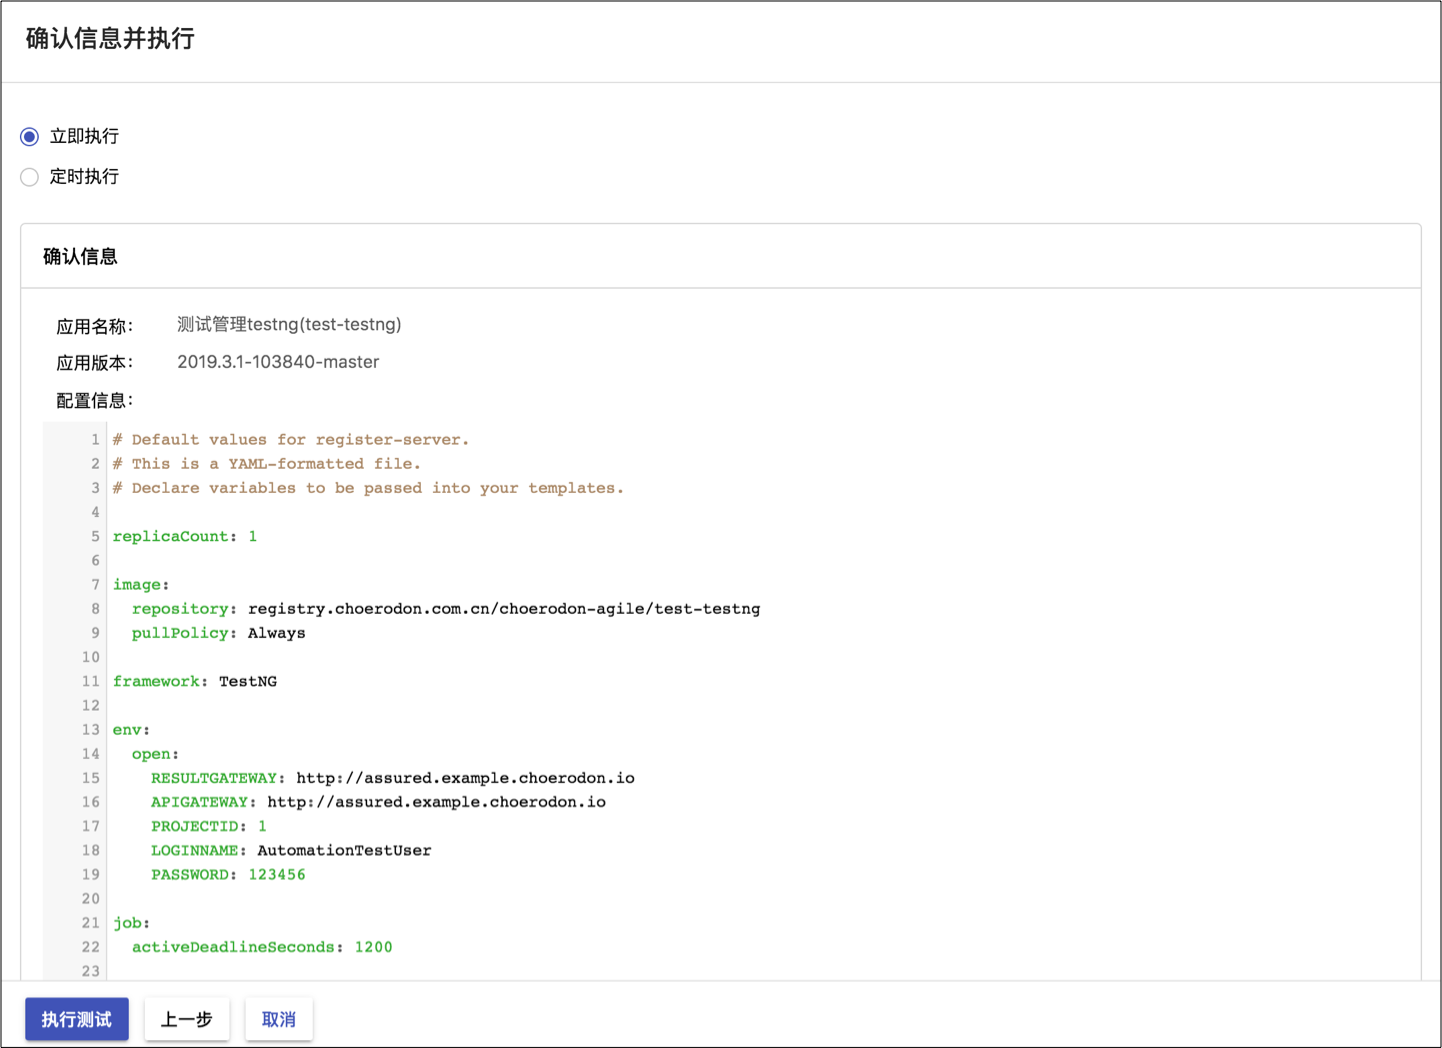 确认信息并执行
立即执行
定时执行
确认信息
应用名称： 测试管理testng(test-testng)
应用版本： 2019.3.1-103840-master
配置信息：
1 # Default values for register-server.
2 # This is a YAML-formatted file.
3 # Declare variables to be passed into your templates.
4
5 replicaCount: 1
6
7 image:
8   repository: registry.choerodon.com.cn/choerodon-agile/test-testng
9   pullPolicy: Always
10
11 framework: TestNG
12
13 env:
14   open:
15     RESULTGATEWAY: http://assured.example.choerodon.io
16     APIGATEWAY: http://assured.example.choerodon.io
17     PROJECTID: 1
18     LOGINNAME: AutomationTestUser
19     PASSWORD: 123456
20
21 job:
22   activeDeadlineSeconds: 1200
23
执行测试 上一步 取消